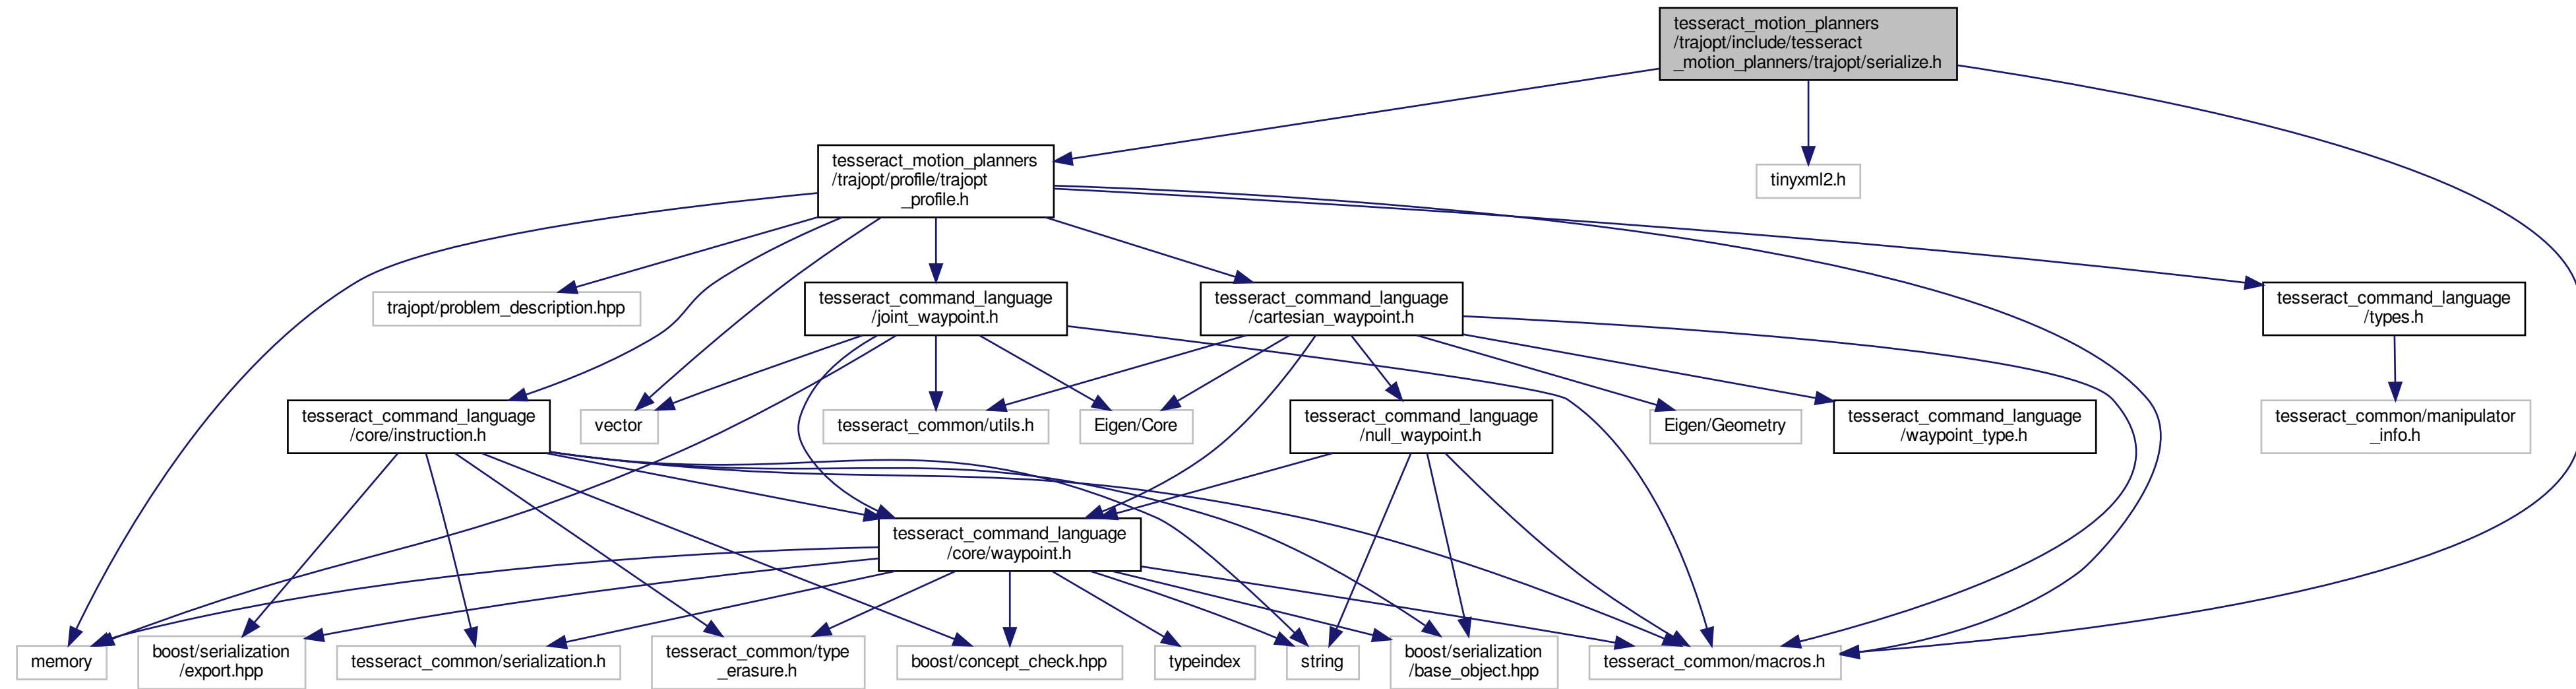 tesseract_motion_planners
/trajopt/include/tesseract
_motion_planners/trajopt/serialize.h
tesseract_motion_planners
/trajopt/profile/trajopt
_profile.h
tinyxml2.h
trajopt/problem_description.hpp
tesseract_command_language
/joint_waypoint.h
tesseract_command_language
/cartesian_waypoint.h
tesseract_command_language
/types.h
tesseract_command_language
/core/instruction.h
vector
tesseract_common/utils.h
Eigen/Core
tesseract_command_language
/null_waypoint.h
Eigen/Geometry
tesseract_command_language
/waypoint_type.h
tesseract_common/manipulator
_info.h
tesseract_command_language
/core/waypoint.h
memory
boost/serialization
/export.hpp
tesseract_common/serialization.h
tesseract_common/type
_erasure.h
boost/concept_check.hpp
typeindex
string
boost/serialization
/base_object.hpp
tesseract_common/macros.h